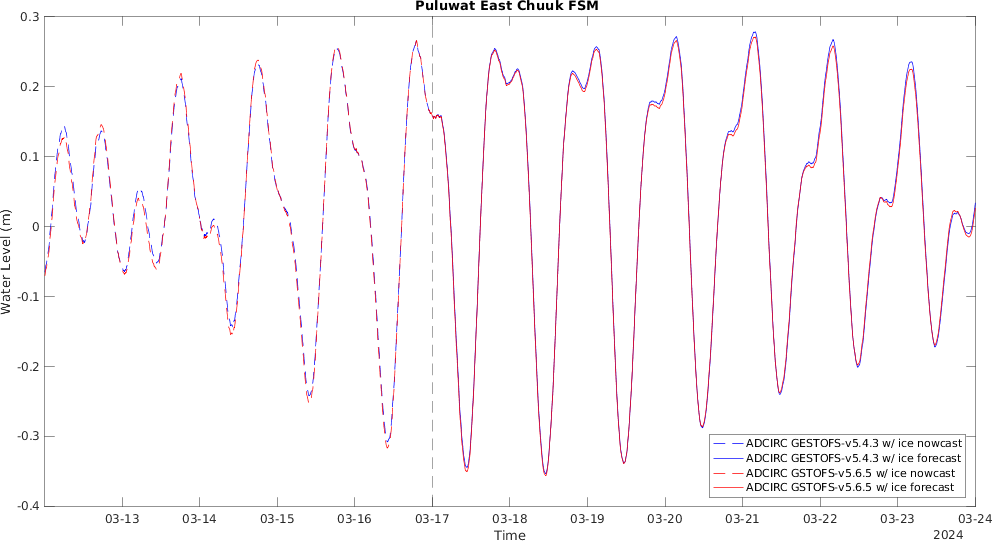 Puluwat East Chuuk FSM
0.3
0.2
0.1
0
-0.1
-0.2
-0.3
-0.4
Water Level (m)
ADCIRC GESTOFS-v5.4.3 w/ ice nowcast
ADCIRC GESTOFS-v5.4.3 w/ ice forecast
ADCIRC GSTOFS-v5.6.5 w/ ice nowcast
ADCIRC GSTOFS-v5.6.5 w/ ice forecast
03-13 03-14 03-15 03-16 03-17 03-18 03-19 03-20 03-21 03-22 03-23 03-24
Time
2024